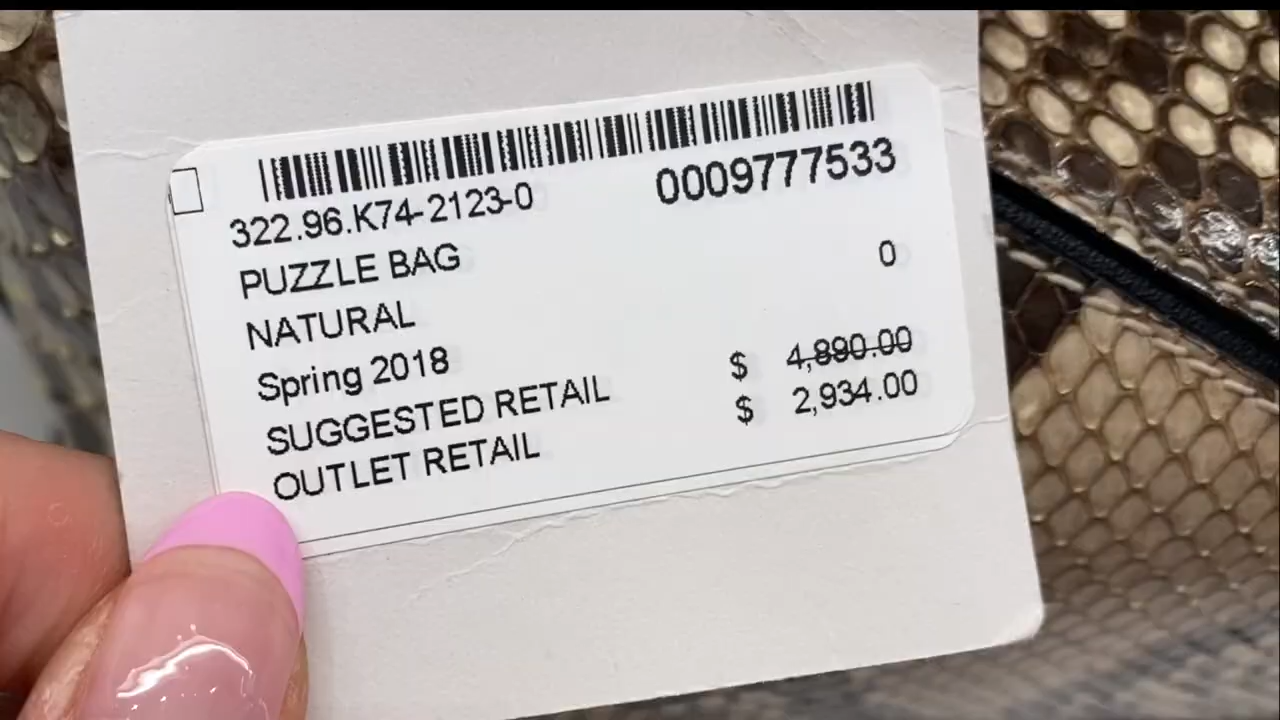 322.96.K74-2123-0 0009777533
PUZZLE BAG 0
NATURAL
Spring 2018
SUGGESTED RETAIL $ 4,890.00
OUTLET RETAIL $ 2,934.00